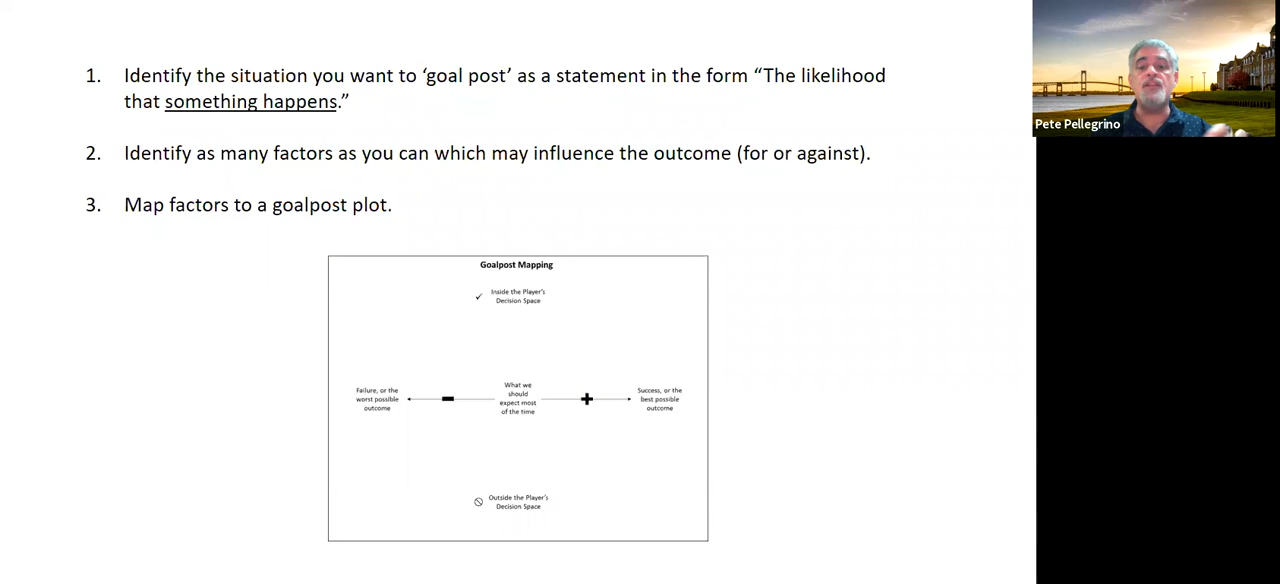 1. Identify the situation you want to ‘goal post’ as a statement in the form “The likelihood
that something happens.”
2. Identify as many factors as you can which may influence the outcome (for or against).
3. Map factors to a goalpost plot.
Goalpost Mapping
✓ Inside the Player's
Decision Space
Failure, or the
worst possible
outcome
What we
should
expect most
of the time
Success, or the
best possible
outcome
Outside the Player's
Decision Space
Pete Pellegrino